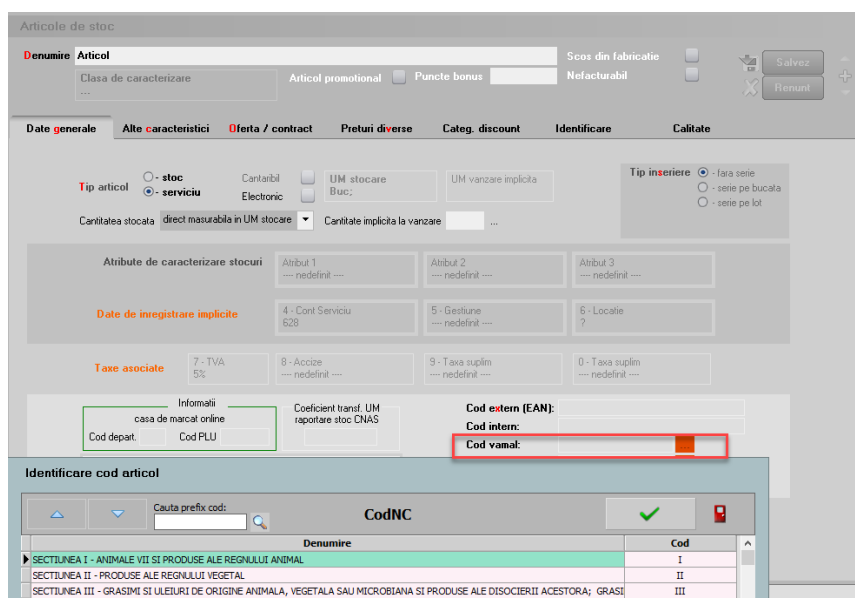 Articole de stoc
Denumire Articol
Scos din fabricatie
Salvez
Clasa de caracterizare
---
Articol promotional
Puncte bonus
Nefacturabil
Renunt
Date generale Alte caracteristici Oferta / contract Preturi diverse Categ. discount Identificare Calitate
Tip articol
- stoc
- serviciu
Cantaribil
Electronic
UM stocare
Buc;
UM vanzare implicita
Tip inseriere
- fara serie
- serie pe bucata
- serie pe lot
Cantitatea stocata direct masurabila in UM stocare Cantitate implicita la vanzare ...
Atribute de caracterizare stocuri
Atribut 1
---- nedefinit ----
Atribut 2
---- nedefinit ----
Atribut 3
---- nedefinit ----
Date de inregistrare implicite
4 - Cont Serviciu
628
5 - Gestiune
---- nedefinit ----
6 - Locatie
?
Taxe asociate
7 - TVA
5%
8 - Accize
---- nedefinit ----
9 - Taxa suplim
---- nedefinit ----
0 - Taxa suplim
---- nedefinit ----
Informatii
casa de marcat online
Cod depart. Cod PLU
Coeficient transf. UM
raportare stoc CNAS
Cod extern (EAN):
Cod intern:
Cod vamal:
Identificare cod articol
Cauta prefix cod:
CodNC
Denumire Cod
SECTIUNEA I - ANIMALE VII SI PRODUSE ALE REGNULUI ANIMAL I
SECTIUNEA II - PRODUSE ALE REGNULUI VEGETAL II
SECTIUNEA III - GRASIMI SI ULEIURI DE ORIGINE ANIMALA, VEGETALA SAU MICROBIANA SI PRODUSE ALE DISOCIERII ACESTORA; GRASI III